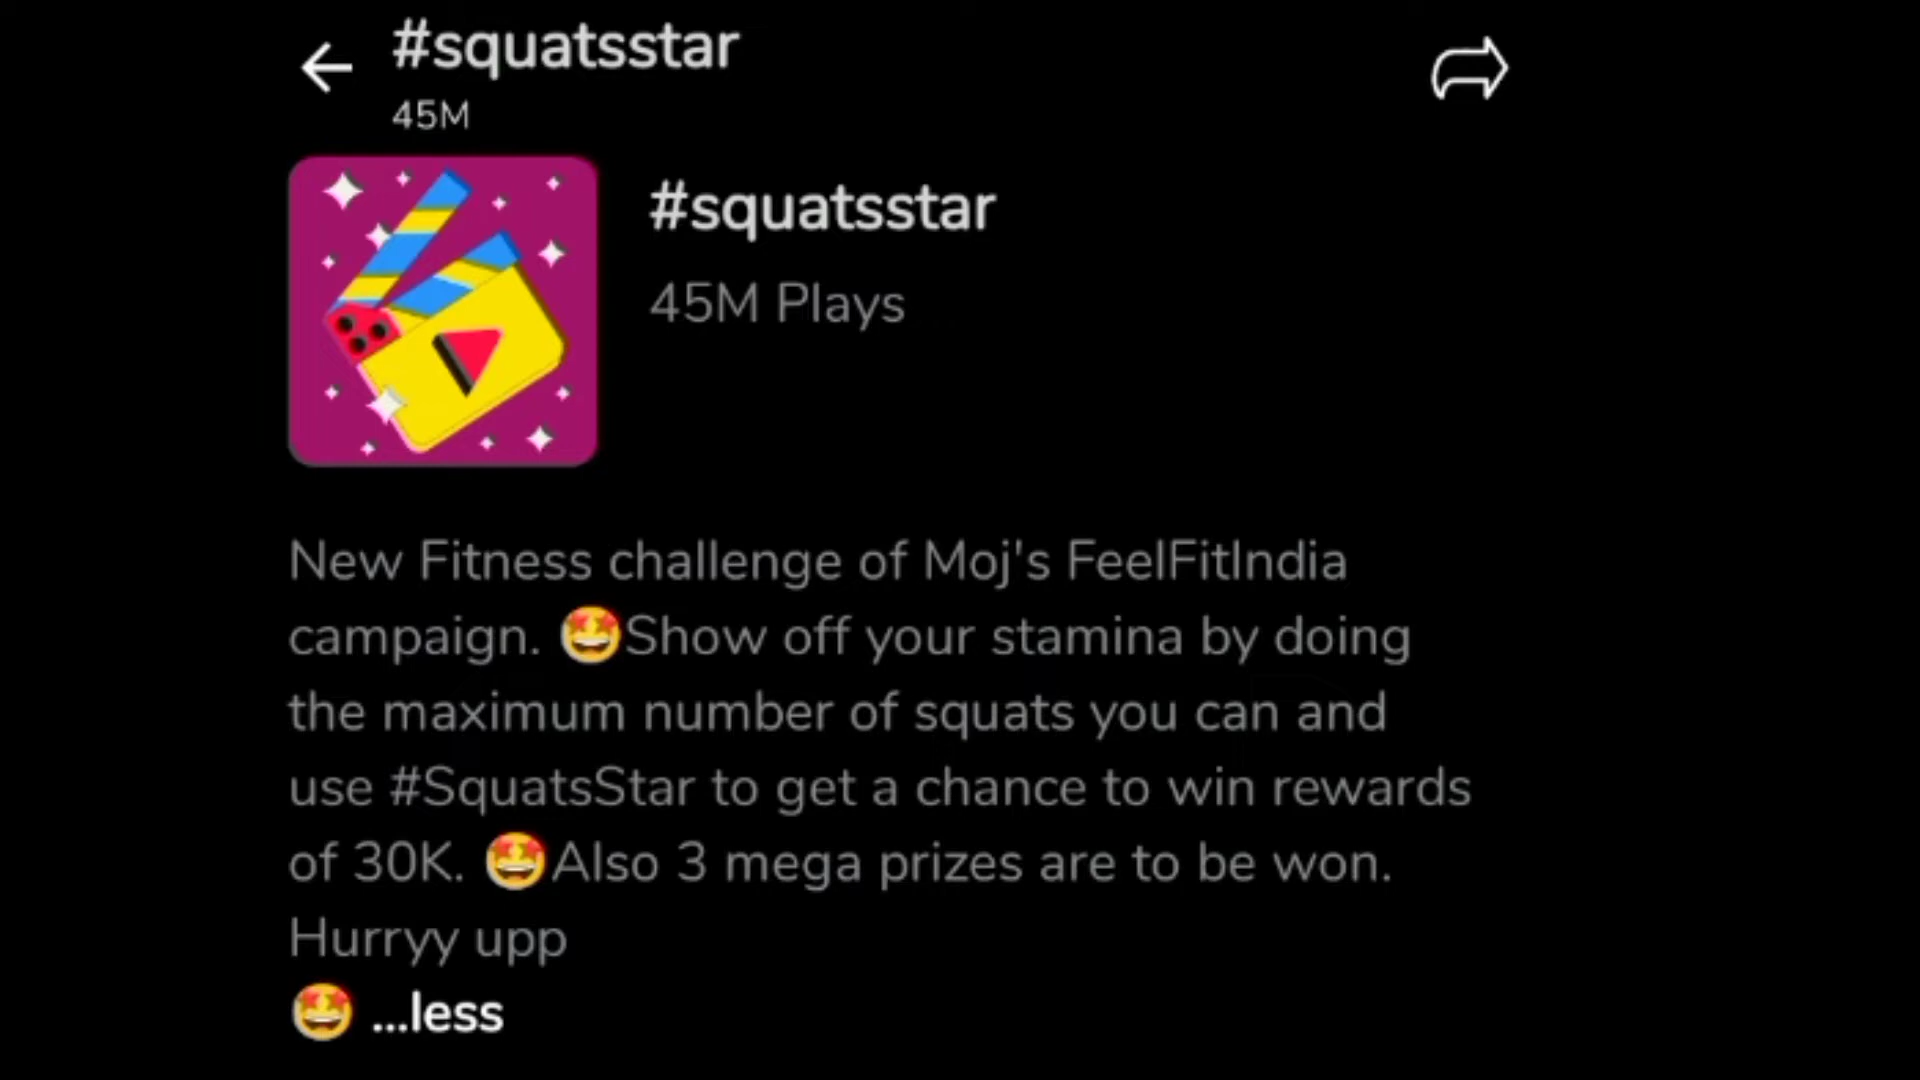 #squatsstar
45M
#squatsstar
45M Plays
New Fitness challenge of Moj's FeelFitIndia
campaign. 🤩Show off your stamina by doing
the maximum number of squats you can and
use #SquatsStar to get a chance to win rewards
of 30K. 🤩Also 3 mega prizes are to be won.
Hurryy upp
🤩 ...less